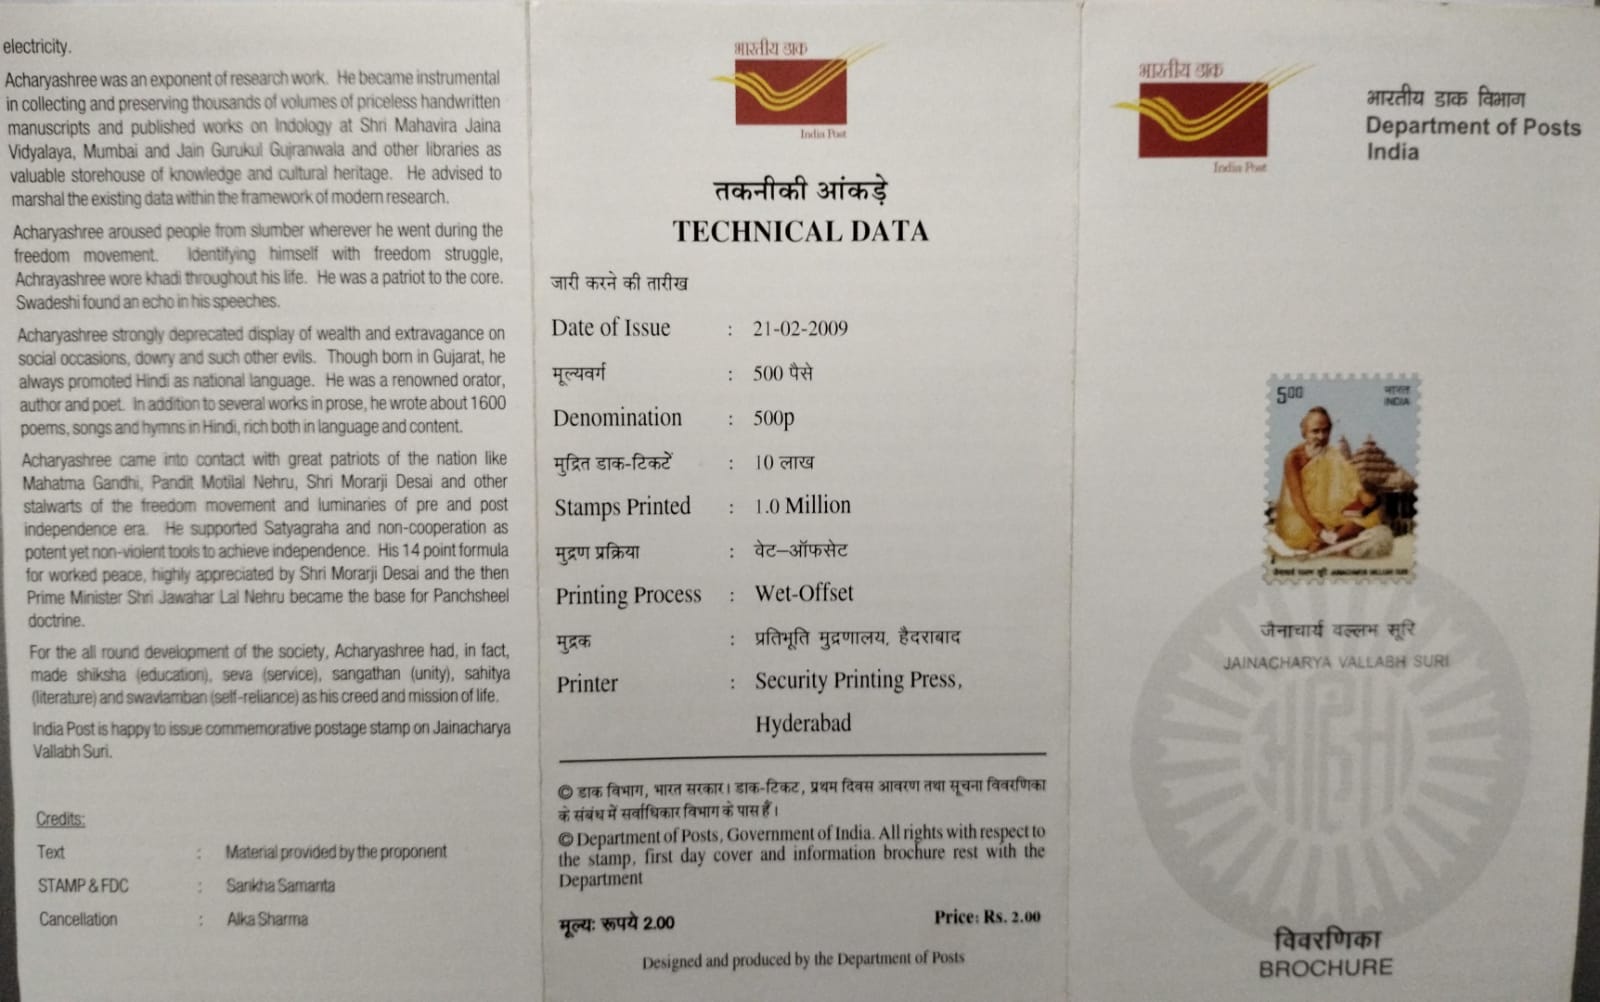 electricity.
Acharyashree was an exponent of research work. He became instrumental
in collecting and preserving thousands of volumes of priceless handwritten
manuscripts and published works on Indology at Shri Mahavira Jaina
Vidyalaya, Mumbai and Jain Gurukul Gujranwala and other libraries as
valuable storehouse of knowledge and cultural heritage. He advised to
marshal the existing data within the framework of modern research.
Acharyashree aroused people from slumber wherever he went during the
freedom movement. Identifying himself with freedom struggle,
Achrayashree wore khadi throughout his life. He was a patriot to the core.
Swadeshi found an echo in his speeches.
Acharyashree strongly deprecated display of wealth and extravagance on
social occasions, dowry and such other evils. Though born in Gujarat, he
always promoted Hindi as national language. He was a renowned orator,
author and poet. In addition to several works in prose, he wrote about 1600
poems, songs and hymns in Hindi, rich both in language and content.
Acharyashree came into contact with great patriots of the nation like
Mahatma Gandhi, Pandit Motilal Nehru, Shri Morarji Desai and other
stalwarts of the freedom movement and luminaries of pre and post
independence era. He supported Satyagraha and non-cooperation as
potent yet non-violent tools to achieve independence. His 14 point formula
for worked peace, highly appreciated by Shri Morarji Desai and the then
Prime Minister Shri Jawahar Lal Nehru became the base for Panchsheel
doctrine.
For the all round development of the society, Acharyashree had, in fact,
made shiksha (education), seva (service), sangathan (unity), sahitya
(literature) and swavlamban (self-reliance) as his creed and mission of life.
India Post is happy to issue commemorative postage stamp on Jainacharya
Vallabh Suri.
Credits:
Text : Material provided by the proponent
STAMP & FDC : Sankha Samanta
Cancellation : Alka Sharma
भारतीय डाक
India Post
तकनीकी आंकड़े
TECHNICAL DATA
जारी करने की तारीख
Date of Issue : 21-02-2009
मूल्यवर्ग : 500 पैसे
Denomination : 500p
मुद्रित डाक-टिकटें : 10 लाख
Stamps Printed : 1.0 Million
मुद्रण प्रक्रिया : वेट–ऑफसेट
Printing Process : Wet-Offset
मुद्रक : प्रतिभूति मुद्रणालय, हैदराबाद
Printer : Security Printing Press,
Hyderabad
© डाक विभाग, भारत सरकार। डाक-टिकट, प्रथम दिवस आवरण तथा सूचना विवरणिका
के संबंध में सर्वाधिकार विभाग के पास हैं।
© Department of Posts, Government of India. All rights with respect to
the stamp, first day cover and information brochure rest with the
Department
मूल्य: रूपये 2.00 Price: Rs. 2.00
Designed and produced by the Department of Posts
भारतीय डाक
India Post
भारतीय डाक विभाग
Department of Posts
India
5.00 भारत
INDIA
जैनाचार्य वल्लभ सूरि JAINACHARYA VALLABH SURI
जैनाचार्य वल्लभ सूरि
JAINACHARYA VALLABH SURI
विवरणिका
BROCHURE